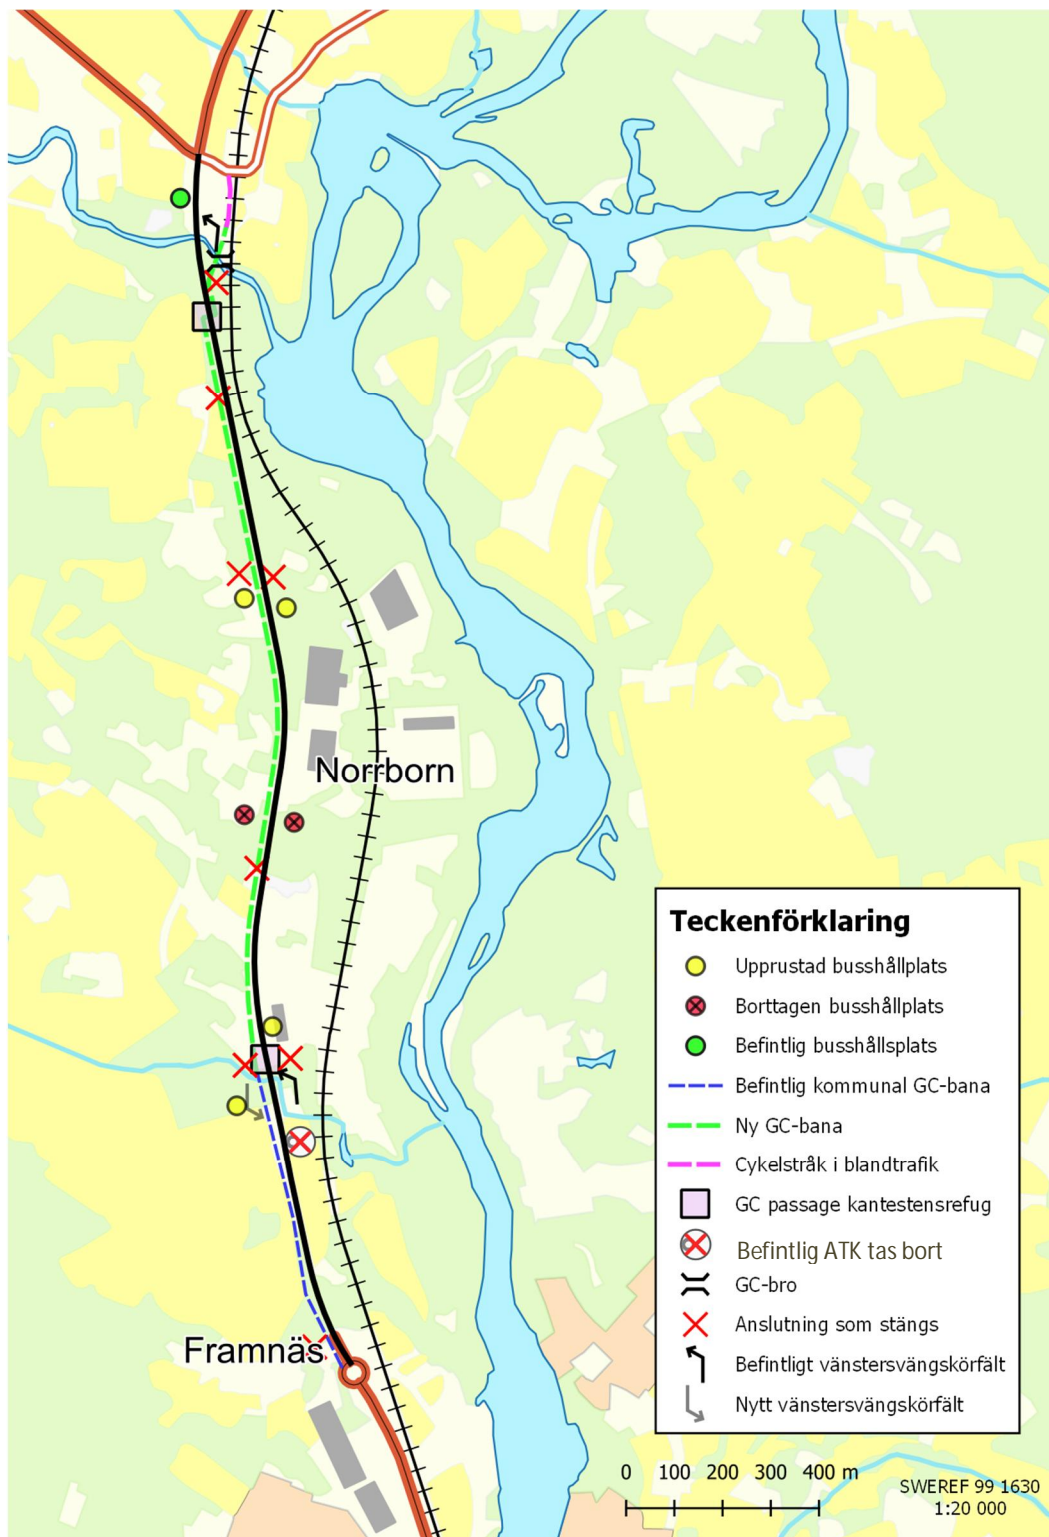 Norrborn
Framnäs
Teckenförklaring
Upprustad busshållplats
Borttagen busshållplats
Befintlig busshållsplats
Befintlig kommunal GC-bana
Ny GC-bana
Cykelstråk i blandtrafik
GC passage kantestensrefug
Befintlig ATK tas bort
GC-bro
Anslutning som stängs
Befintligt vänstersvängskörfält
Nytt vänstersvängskörfält
0 100 200 300 400 m
SWEREF 99 1630
1:20 000